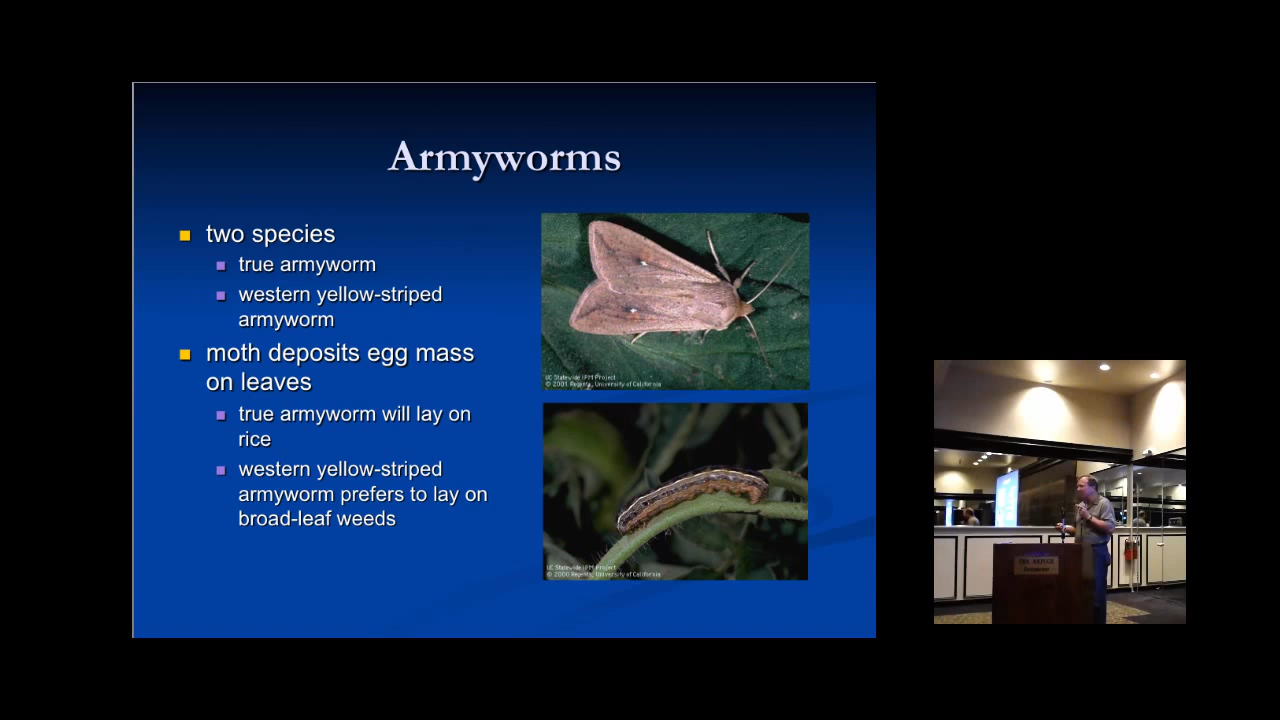 Armyworms
two species
true armyworm
western yellow-striped
armyworm
moth deposits egg mass
on leaves
true armyworm will lay on
rice
western yellow-striped
armyworm prefers to lay on
broad-leaf weeds
UC Statewide IPM Project
© 2001 Regents, University of California
UC Statewide IPM Project
© 2000 Regents, University of California